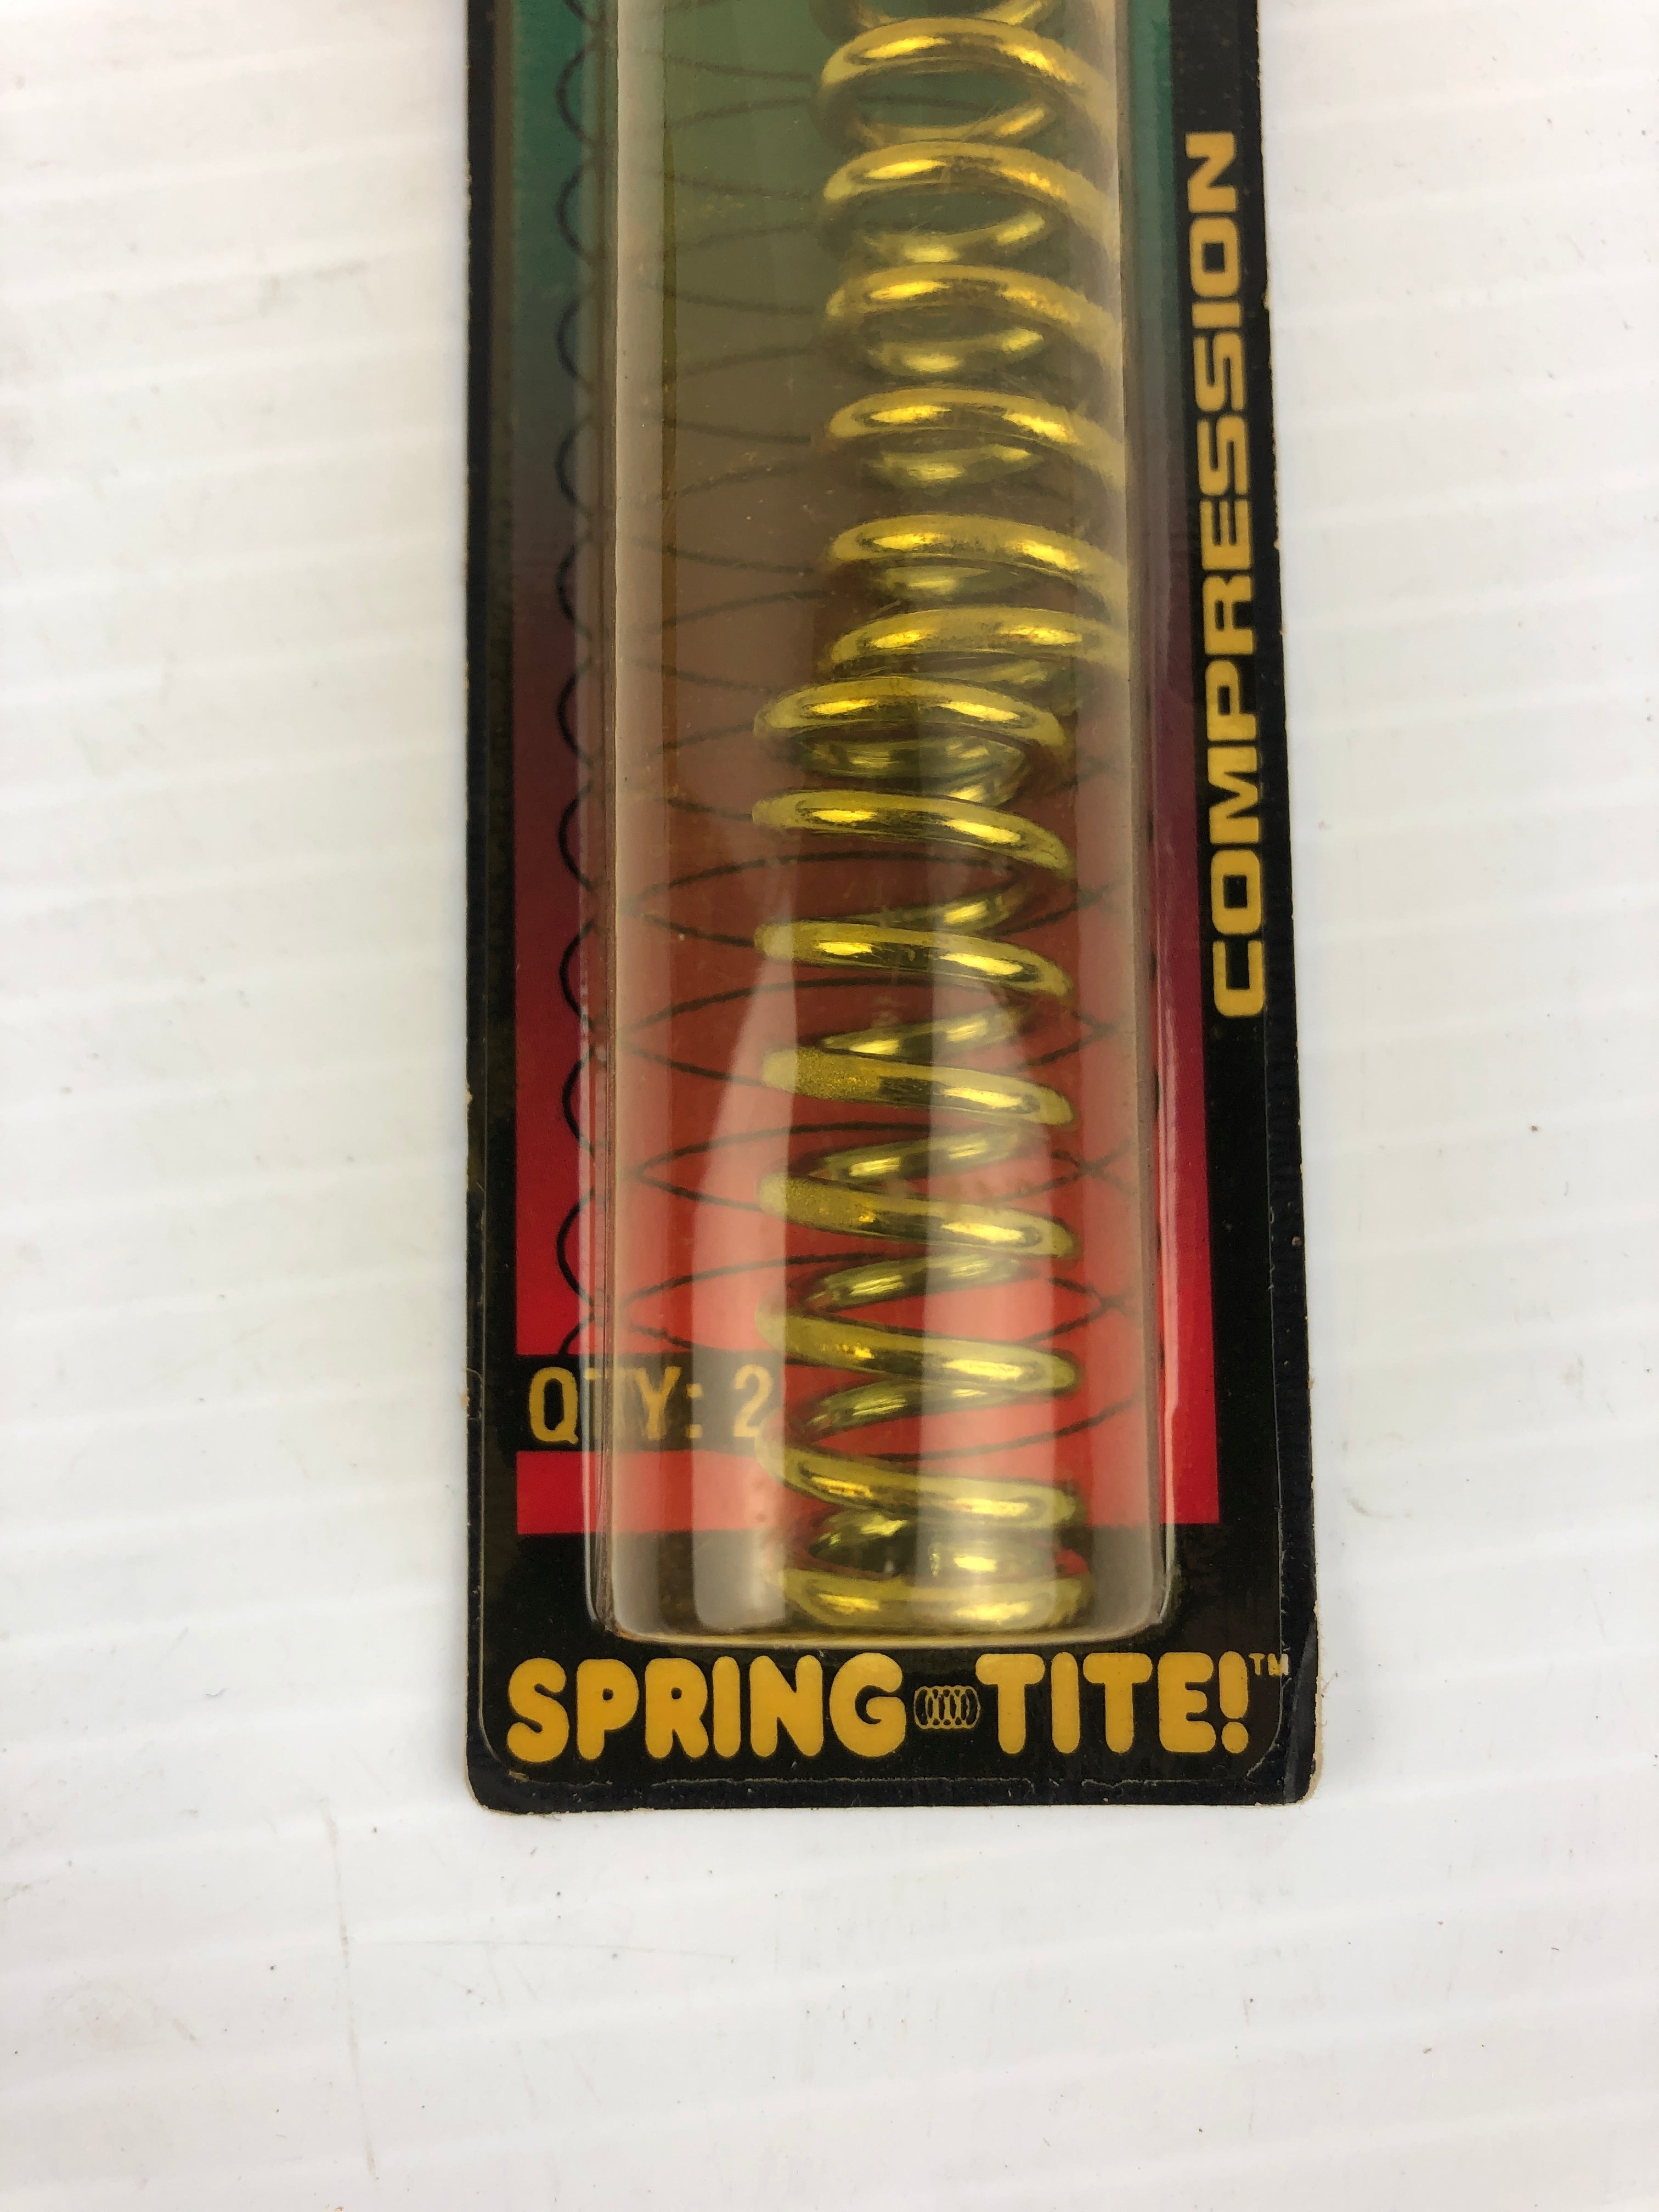 COMPRESSION
QTY: 2
SPRING TITE!™